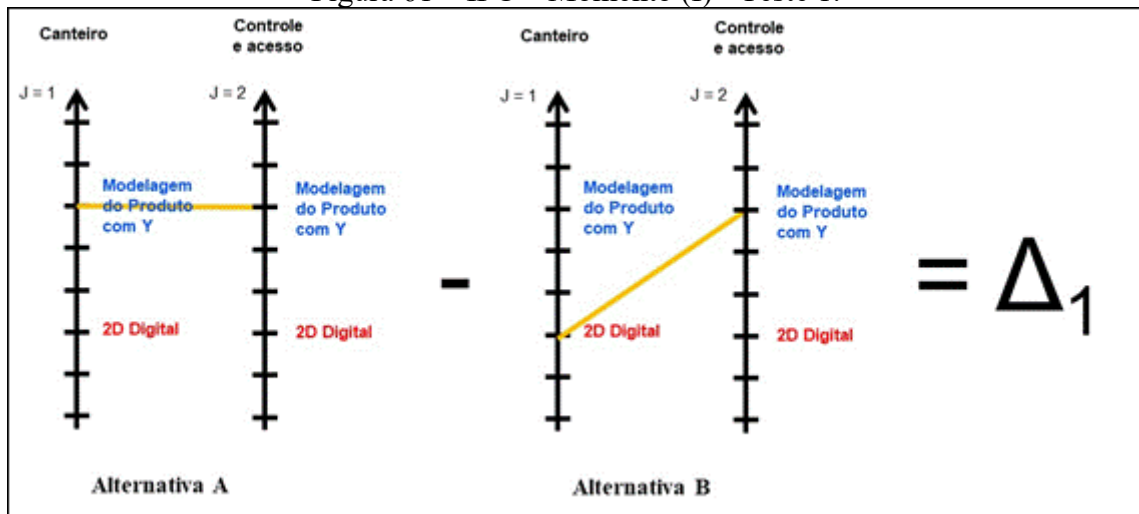 Canteiro
Controle
e acesso
J = 1
J = 2
Modelagem
do Produto
com Y
Modelagem
do Produto
com Y
2D Digital
2D Digital
Alternativa A
-
Canteiro
Controle
e acesso
J = 1
J = 2
Modelagem
do Produto
com Y
Modelagem
do Produto
com Y
2D Digital
2D Digital
Alternativa B
= Δ1